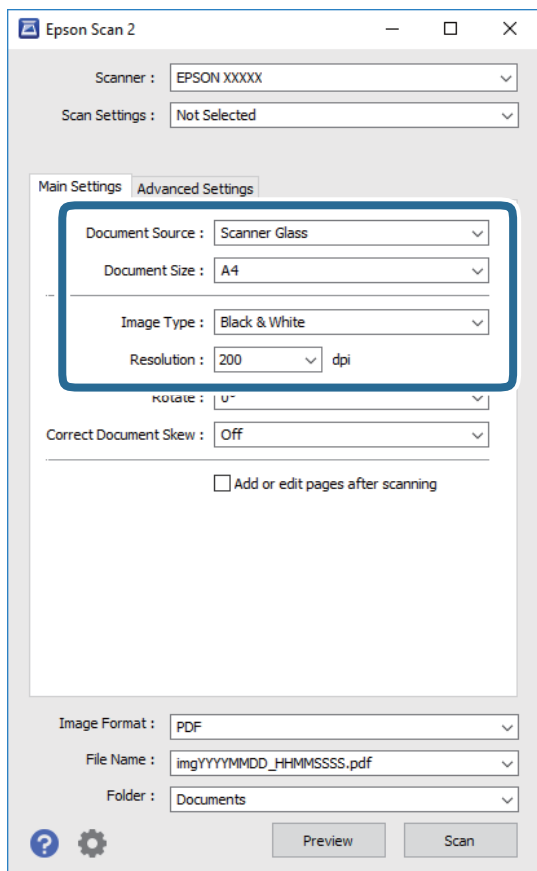 Epson Scan 2
Scanner : EPSON XXXXX
Scan Settings : Not Selected
Main Settings Advanced Settings
Document Source : Scanner Glass
Document Size : A4
Image Type : Black & White
Resolution : 200 dpi
Rotate : 0°
Correct Document Skew : Off
Add or edit pages after scanning
Image Format : PDF
File Name : imgYYYYMMDD_HHMMSSSS.pdf
Folder : Documents
? Preview Scan